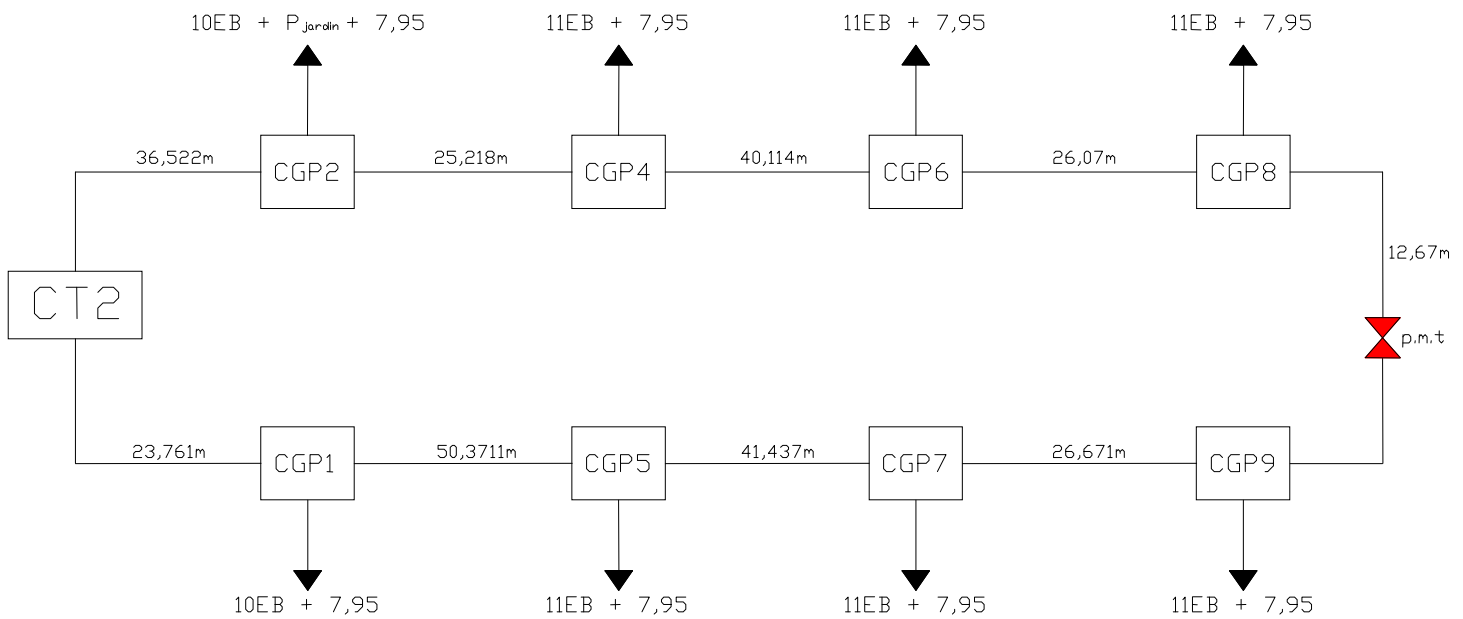 10EB + Pjardin + 7,95
11EB + 7,95
11EB + 7,95
11EB + 7,95
36,522m
25,218m
40,114m
26,07m
CGP2
CGP4
CGP6
CGP8
12,67m
CT2
p.m.t
23,761m
50,3711m
41,437m
26,671m
CGP1
CGP5
CGP7
CGP9
10EB + 7,95
11EB + 7,95
11EB + 7,95
11EB + 7,95